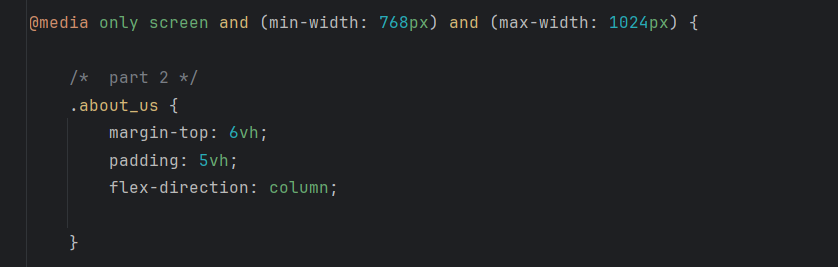 @media only screen and (min-width: 768px) and (max-width: 1024px) {
/*  part 2 */
.about_us {
margin-top: 6vh;
padding: 5vh;
flex-direction: column;
}